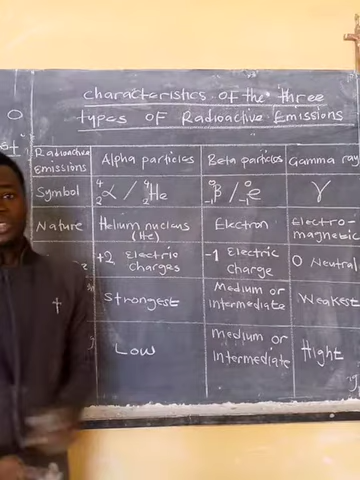 characteristics of the three
types of Radioactive Emissions
Radioactive Emissions | Alpha particles | Beta particles | Gamma ray
Symbol | ⁴₂α / ⁴₂He | ⁰₋₁β / ⁰₋₁e | γ
Nature | Helium nucleus (He) | Electron | Electro-magnetic
+2 Electric Charges | -1 Electric Charge | 0 Neutral
Strongest | Medium or intermediate | Weakest
Low | Medium or Intermediate | Hight